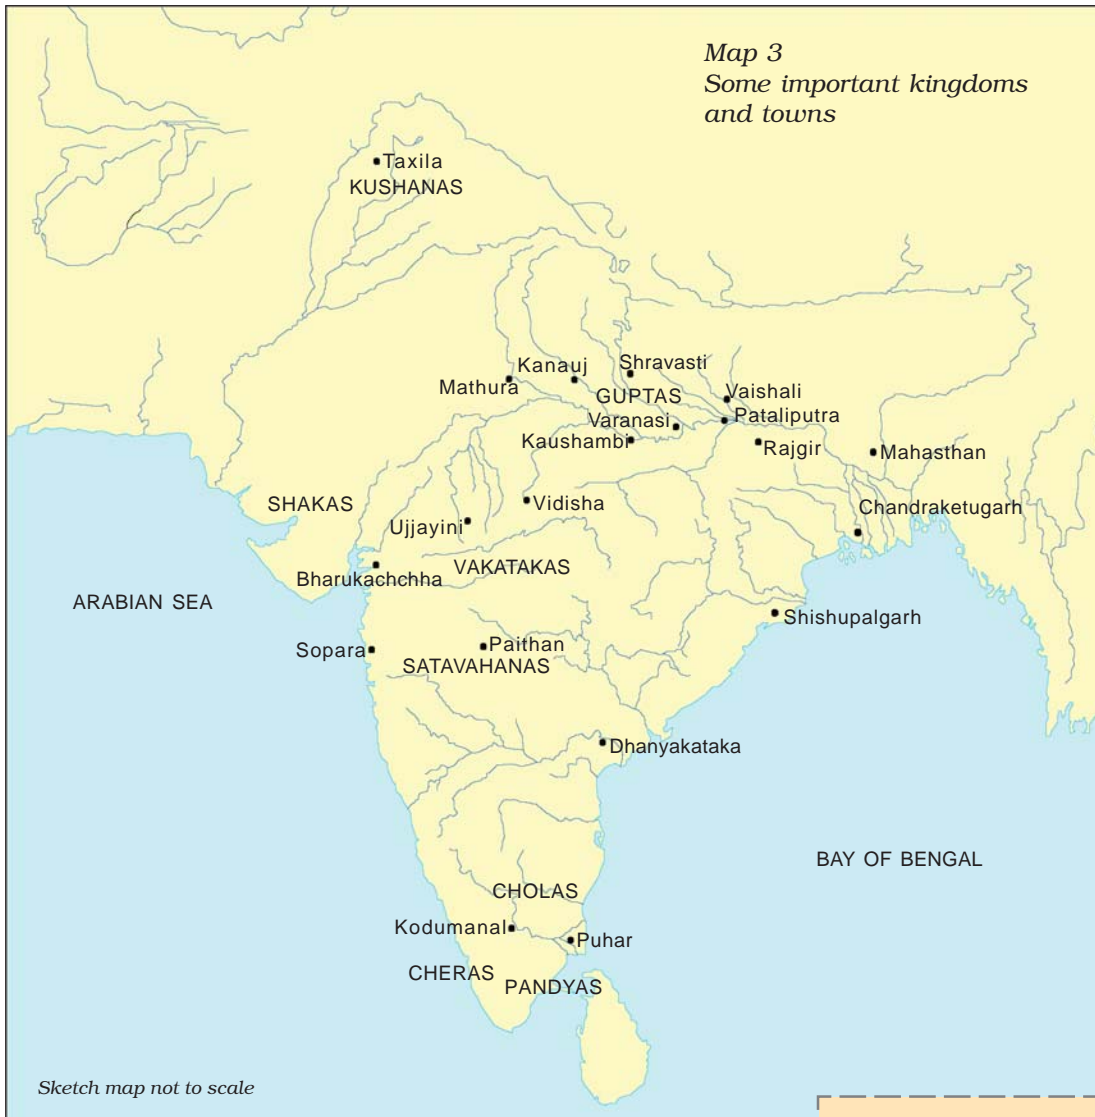 Map 3
Some important kingdoms
and towns
Taxila
KUSHANAS
Shravasti
Kanauj
Mathura
GUPTAS
Vaishali
Varanasi
Pataliputra
Kaushambi
Rajgir
Mahasthan
SHAKAS
Vidisha
Chandraketugarh
Ujjayini
VAKATAKAS
Bharukachchha
ARABIAN SEA
Shishupalgarh
Sopara
Paithan
SATAVAHANAS
Dhanyakataka
BAY OF BENGAL
CHOLAS
Kodumanal
Puhar
CHERAS
PANDYAS
Sketch map not to scale